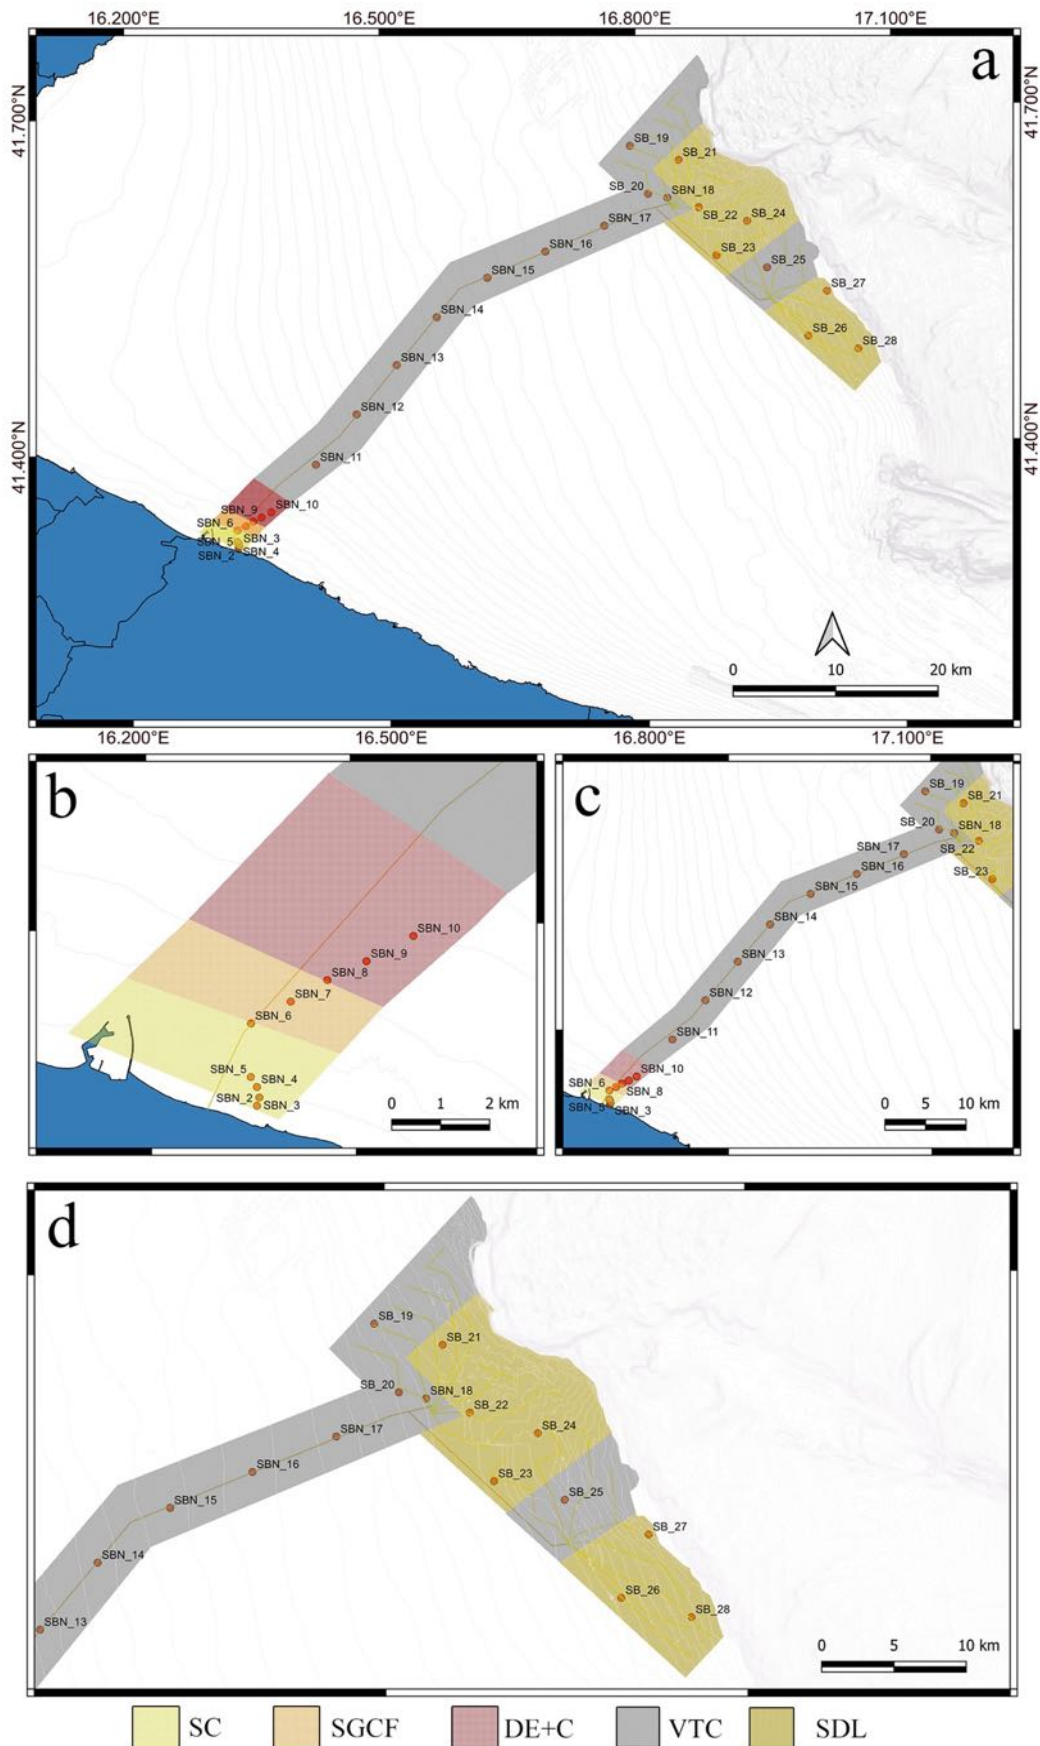 16.200°E 16.500°E 16.800°E 17.100°E
a
41.700°N 41.700°N
SB_19
SB_21
SB_20 SBN_18
SBN_17 SB_22 SB_24
SBN_16 SB_23
SBN_15 SB_25
SB_27
SBN_14
SB_26
SB_28
SBN_13
SBN_12
41.400°N 41.400°N
SBN_11
SBN_9 SBN_10
SBN_6
SBN_5 SBN_3
SBN_2 SBN_4
0 10 20 km
16.200°E 16.500°E 16.800°E 17.100°E
b
SBN_10
SBN_9
SBN_8
SBN_7
SBN_6
SBN_5
SBN_4
SBN_2
SBN_3
0 1 2 km
c
SB_19
SB_21
SB_20
SBN_18
SBN_17
SB_22
SBN_16
SB_23
SBN_15
SBN_14
SBN_13
SBN_12
SBN_11
SBN_10
SBN_6
SBN_8
SBN_5 SBN_3
0 5 10 km
d
SB_19
SB_21
SB_20
SBN_18
SB_22
SBN_17
SB_24
SBN_16
SB_23
SB_25
SBN_15
SB_27
SBN_14
SB_26
SB_28
SBN_13
0 5 10 km
SC SGCF DE+C VTC SDL